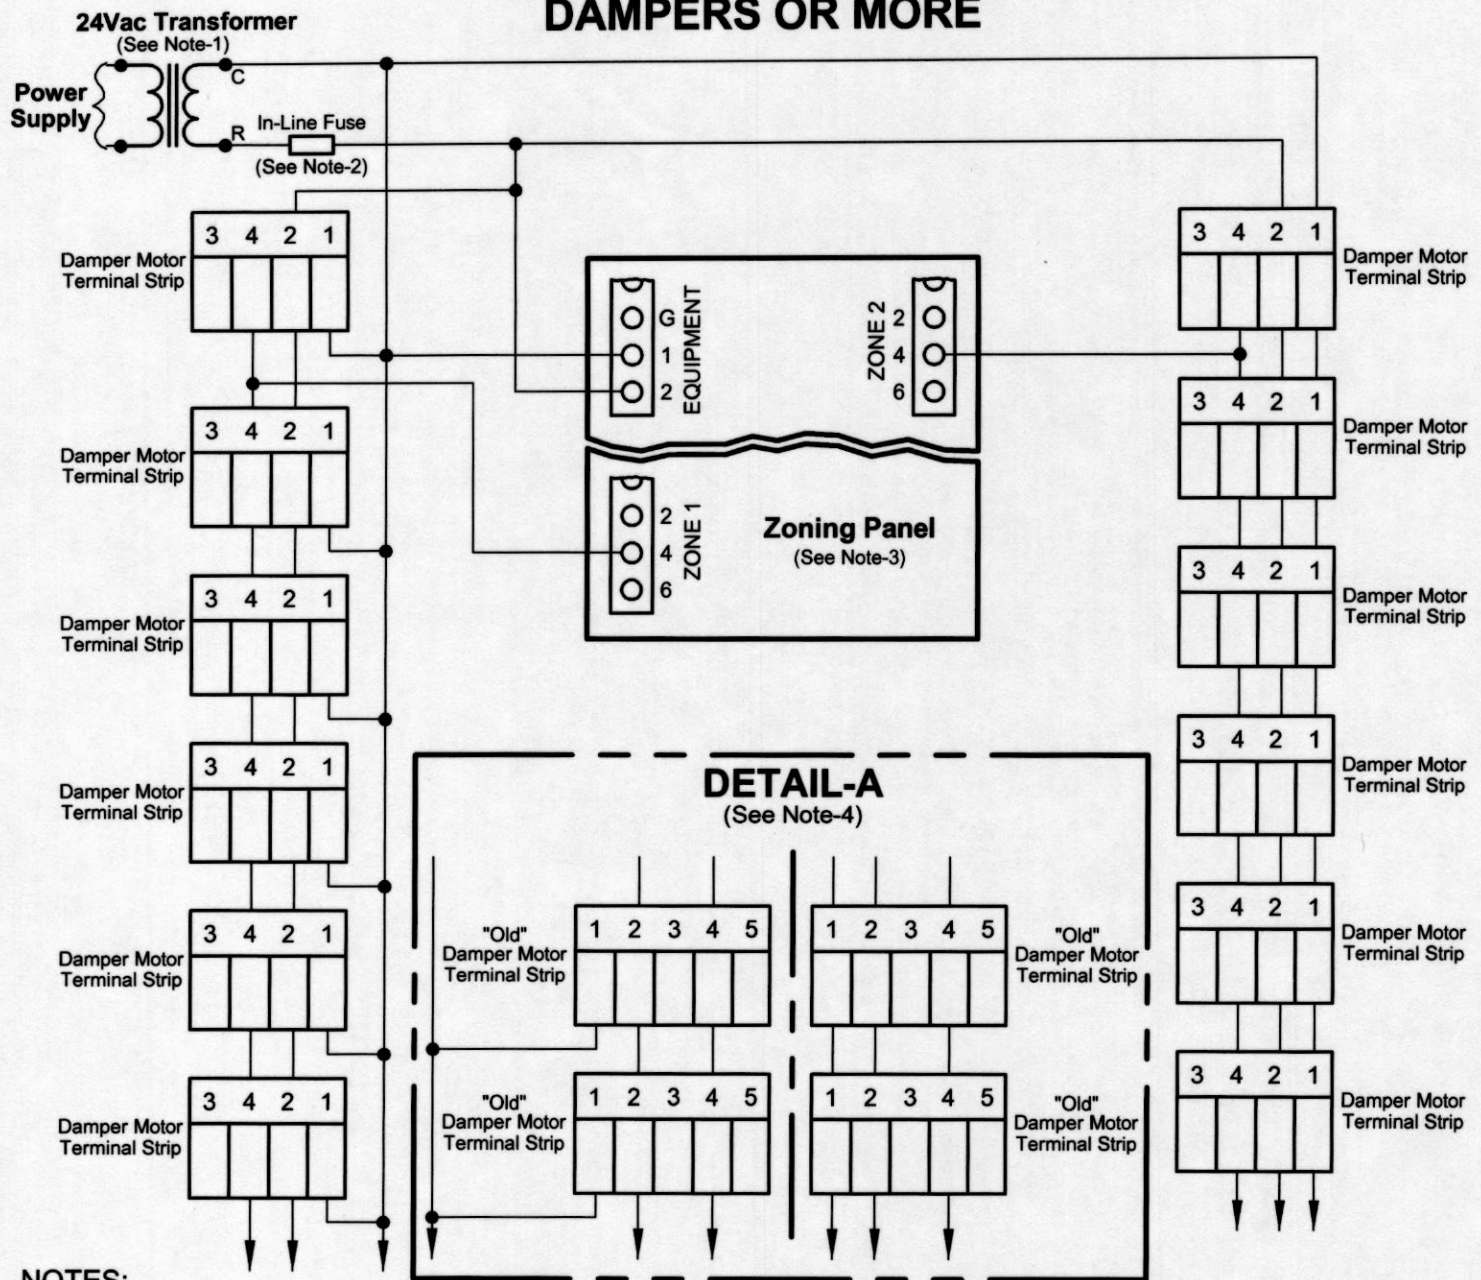 DAMPERS OR MORE
24Vac Transformer
(See Note-1)
Power
Supply
C
R
In-Line Fuse
(See Note-2)
3 4 2 1
Damper Motor
Terminal Strip
3 4 2 1
Damper Motor
Terminal Strip
3 4 2 1
Damper Motor
Terminal Strip
3 4 2 1
Damper Motor
Terminal Strip
3 4 2 1
Damper Motor
Terminal Strip
3 4 2 1
Damper Motor
Terminal Strip
G
1
2
EQUIPMENT
ZONE 2
2
4
6
2
4
6
ZONE 1
Zoning Panel
(See Note-3)
3 4 2 1
Damper Motor
Terminal Strip
3 4 2 1
Damper Motor
Terminal Strip
3 4 2 1
Damper Motor
Terminal Strip
3 4 2 1
Damper Motor
Terminal Strip
3 4 2 1
Damper Motor
Terminal Strip
3 4 2 1
Damper Motor
Terminal Strip
DETAIL-A
(See Note-4)
"Old"
Damper Motor
Terminal Strip
1 2 3 4 5
1 2 3 4 5
"Old"
Damper Motor
Terminal Strip
"Old"
Damper Motor
Terminal Strip
1 2 3 4 5
1 2 3 4 5
"Old"
Damper Motor
Terminal Strip
NOTES: